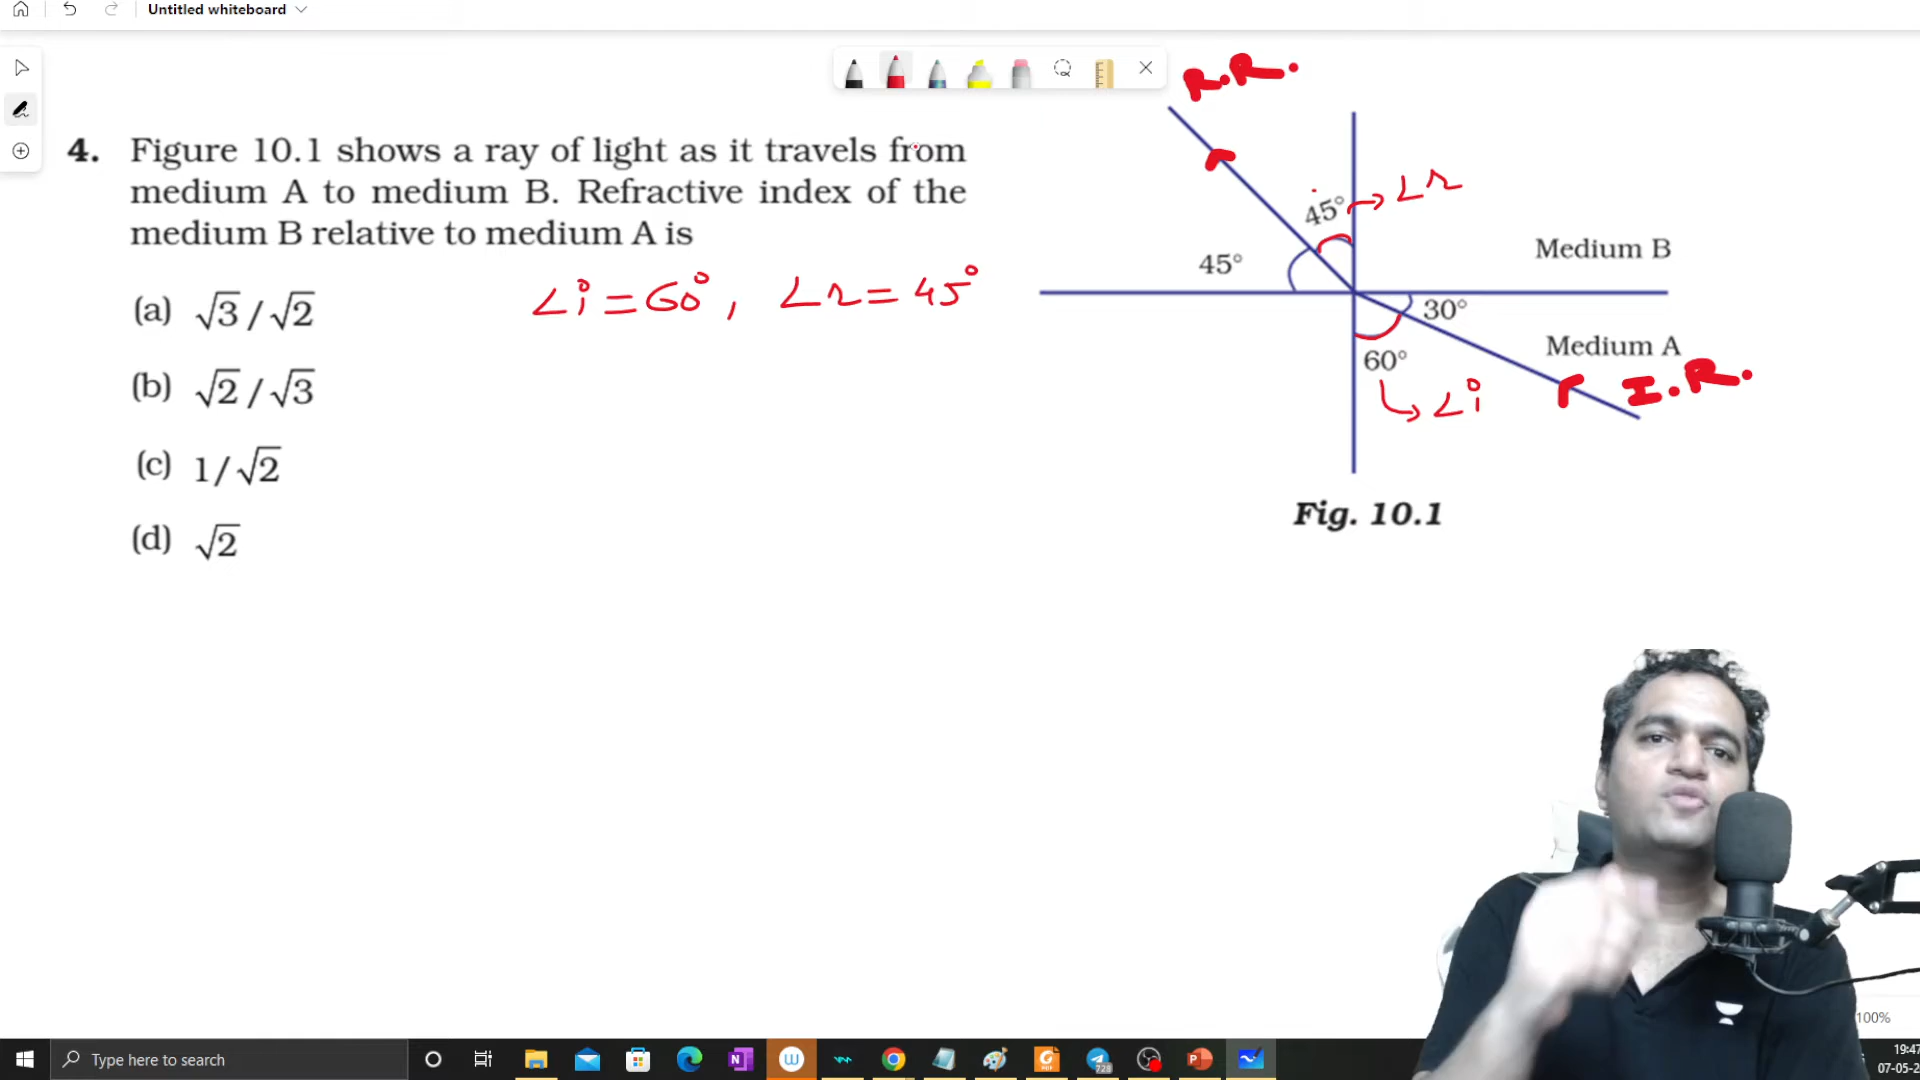 Untitled whiteboard
R.R.
4. Figure 10.1 shows a ray of light as it travels from
medium A to medium B. Refractive index of the
medium B relative to medium A is
∠i = 60°, ∠r = 45°
(a) √3 / √2
(b) √2 / √3
(c) 1 / √2
(d) √2
45° → ∠r
45°
Medium B
30°
Medium A
60°
→ ∠i
I.R.
Fig. 10.1
100%
Type here to search
19:47
07-05-2